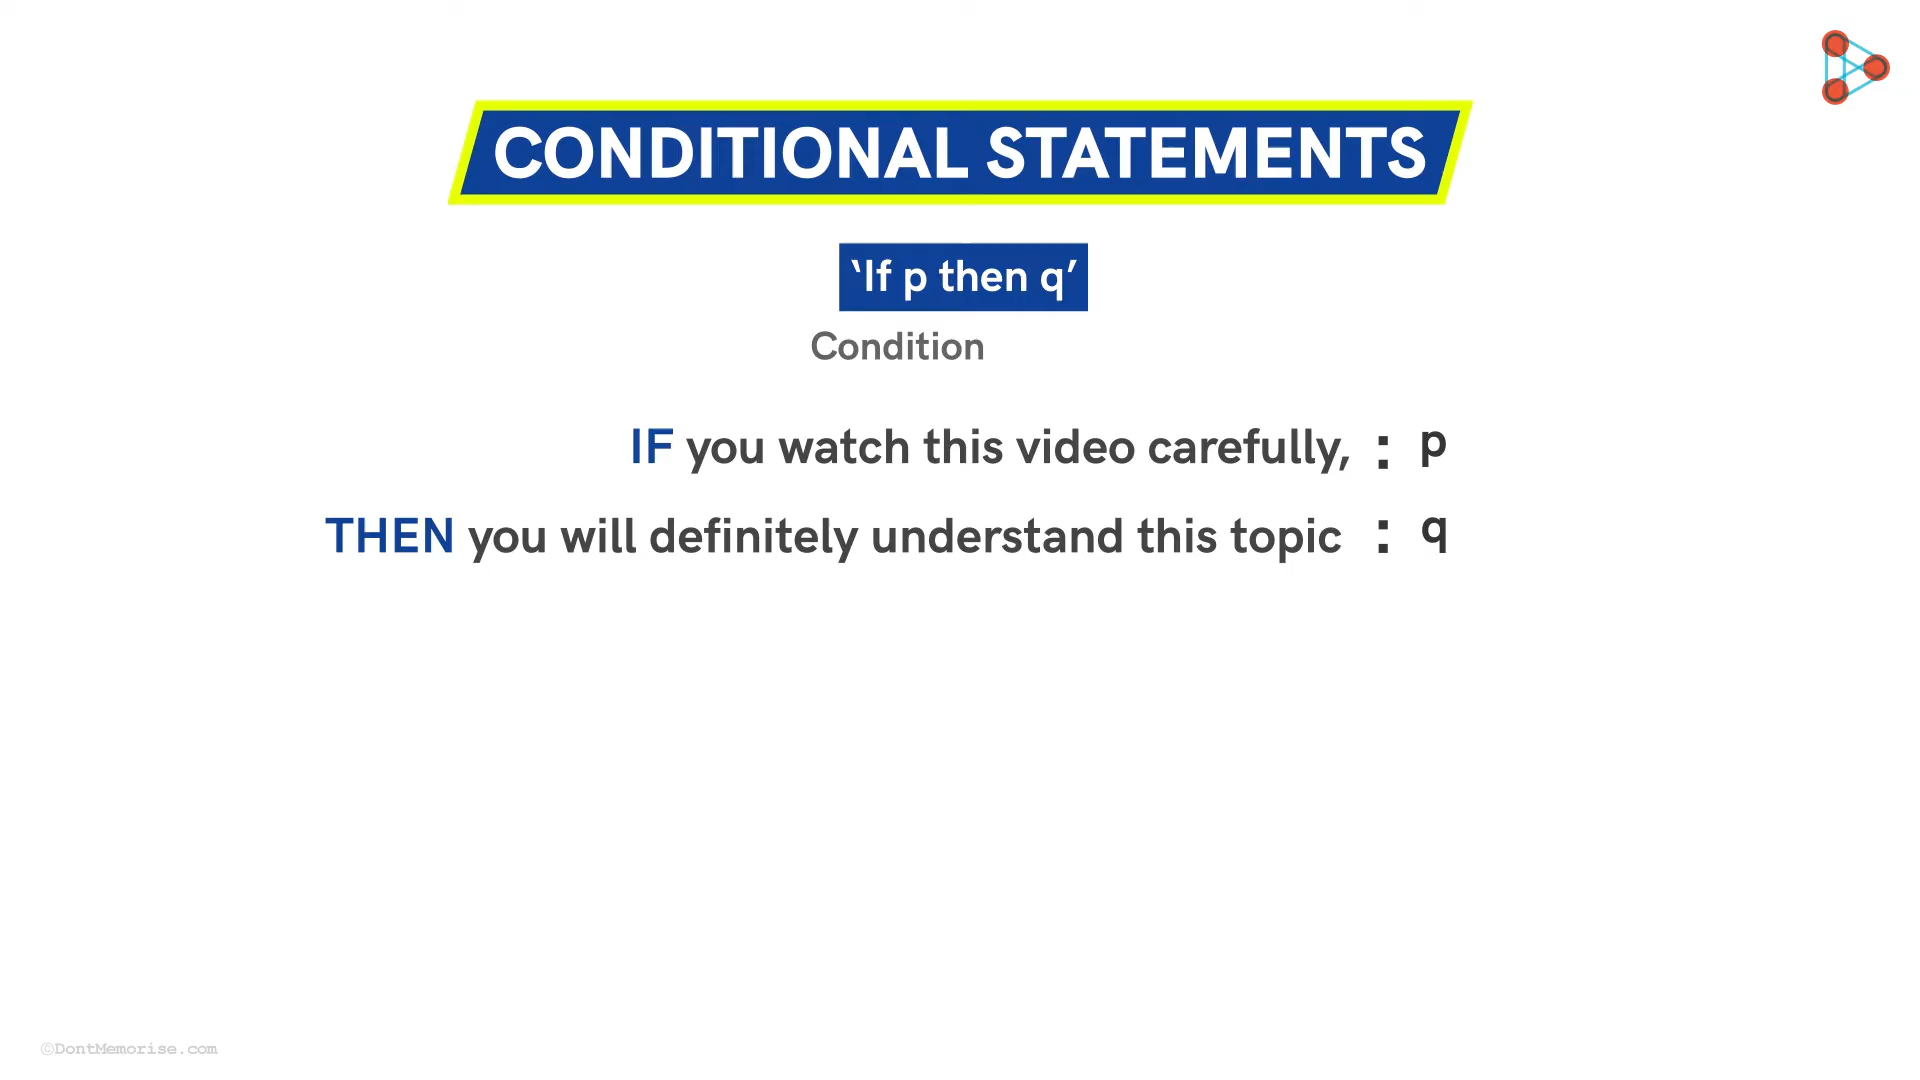 CONDITIONAL STATEMENTS
‘If p then q’
Condition
IF you watch this video carefully, : p
THEN you will definitely understand this topic : q
©DontMemorise.com